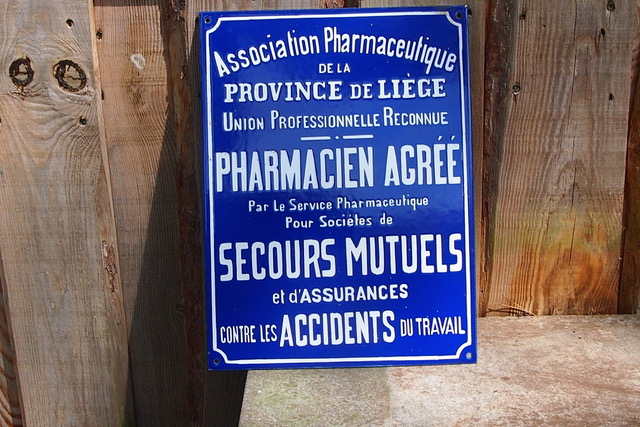 Association Pharmaceutique
DE LA
PROVINCE DE LIÈGE
UNION PROFESSIONNELLE RECONNUE
PHARMACIEN AGRÉÉ
Par Le Service Pharmaceutique
Pour Sociétés de
SECOURS MUTUELS
et d'ASSURANCES
CONTRE LES ACCIDENTS DU TRAVAIL